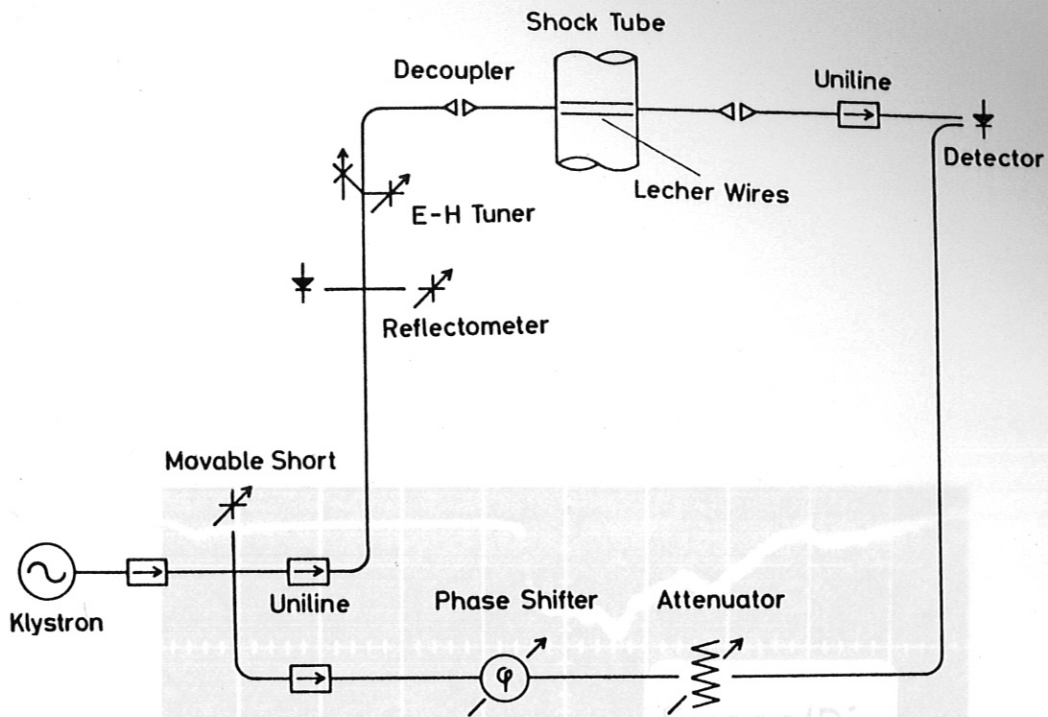 Shock Tube
Decoupler
Uniline
Detector
Lecher Wires
E-H Tuner
Reflectometer
Movable Short
Klystron
Uniline
Phase Shifter
Attenuator
φ